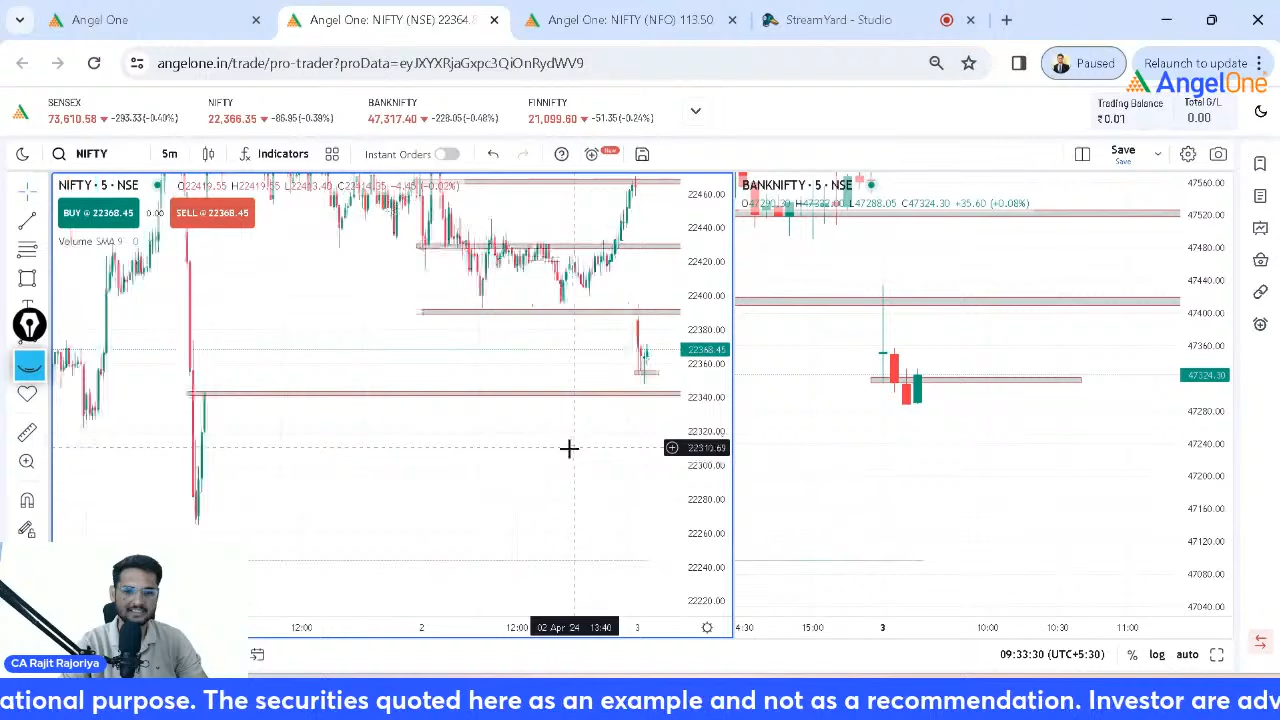 Angel One
Angel One: NIFTY (NSE) 22364.8
Angel One: NIFTY (NFO) 113.50
StreamYard - Studio
angelone.in/trade/pro-trader?proData=eyJXYXRjaGxpc3QiOnRydWV9
Paused
Relaunch to update
AngelOne
SENSEX
73,610.58 -293.33(-0.40%)
NIFTY
22,366.35 -86.95(-0.39%)
BANKNIFTY
47,317.40 -228.05(-0.48%)
FINNIFTY
21,099.60 -51.35(-0.24%)
Trading Balance
₹0.01
Total G/L
0.00
NIFTY
5m
Indicators
Instant Orders
New
Save
Save
NIFTY · 5 · NSE
BUY @ 22368.45
0.00
SELL @ 22368.45
Volume SMA 9 0
22460.00
22440.00
22420.00
22400.00
22380.00
22368.45
22360.00
22340.00
22320.00
22310.69
22300.00
22280.00
22260.00
22240.00
22220.00
12:00
2
12:00
02 Apr '24 13:40
3
BANKNIFTY · 5 · NSE
C47324.30 +35.60 (+0.08%)
47560.00
47520.00
47480.00
47440.00
47400.00
47360.00
47324.30
47280.00
47240.00
47200.00
47160.00
47120.00
47080.00
47040.00
4:30
15:00
3
10:00
10:30
11:00
09:33:30 (UTC+5:30)
%
log
auto
CA Rajit Rajoriya
ational purpose. The securities quoted here as an example and not as a recommendation. Investor are adv